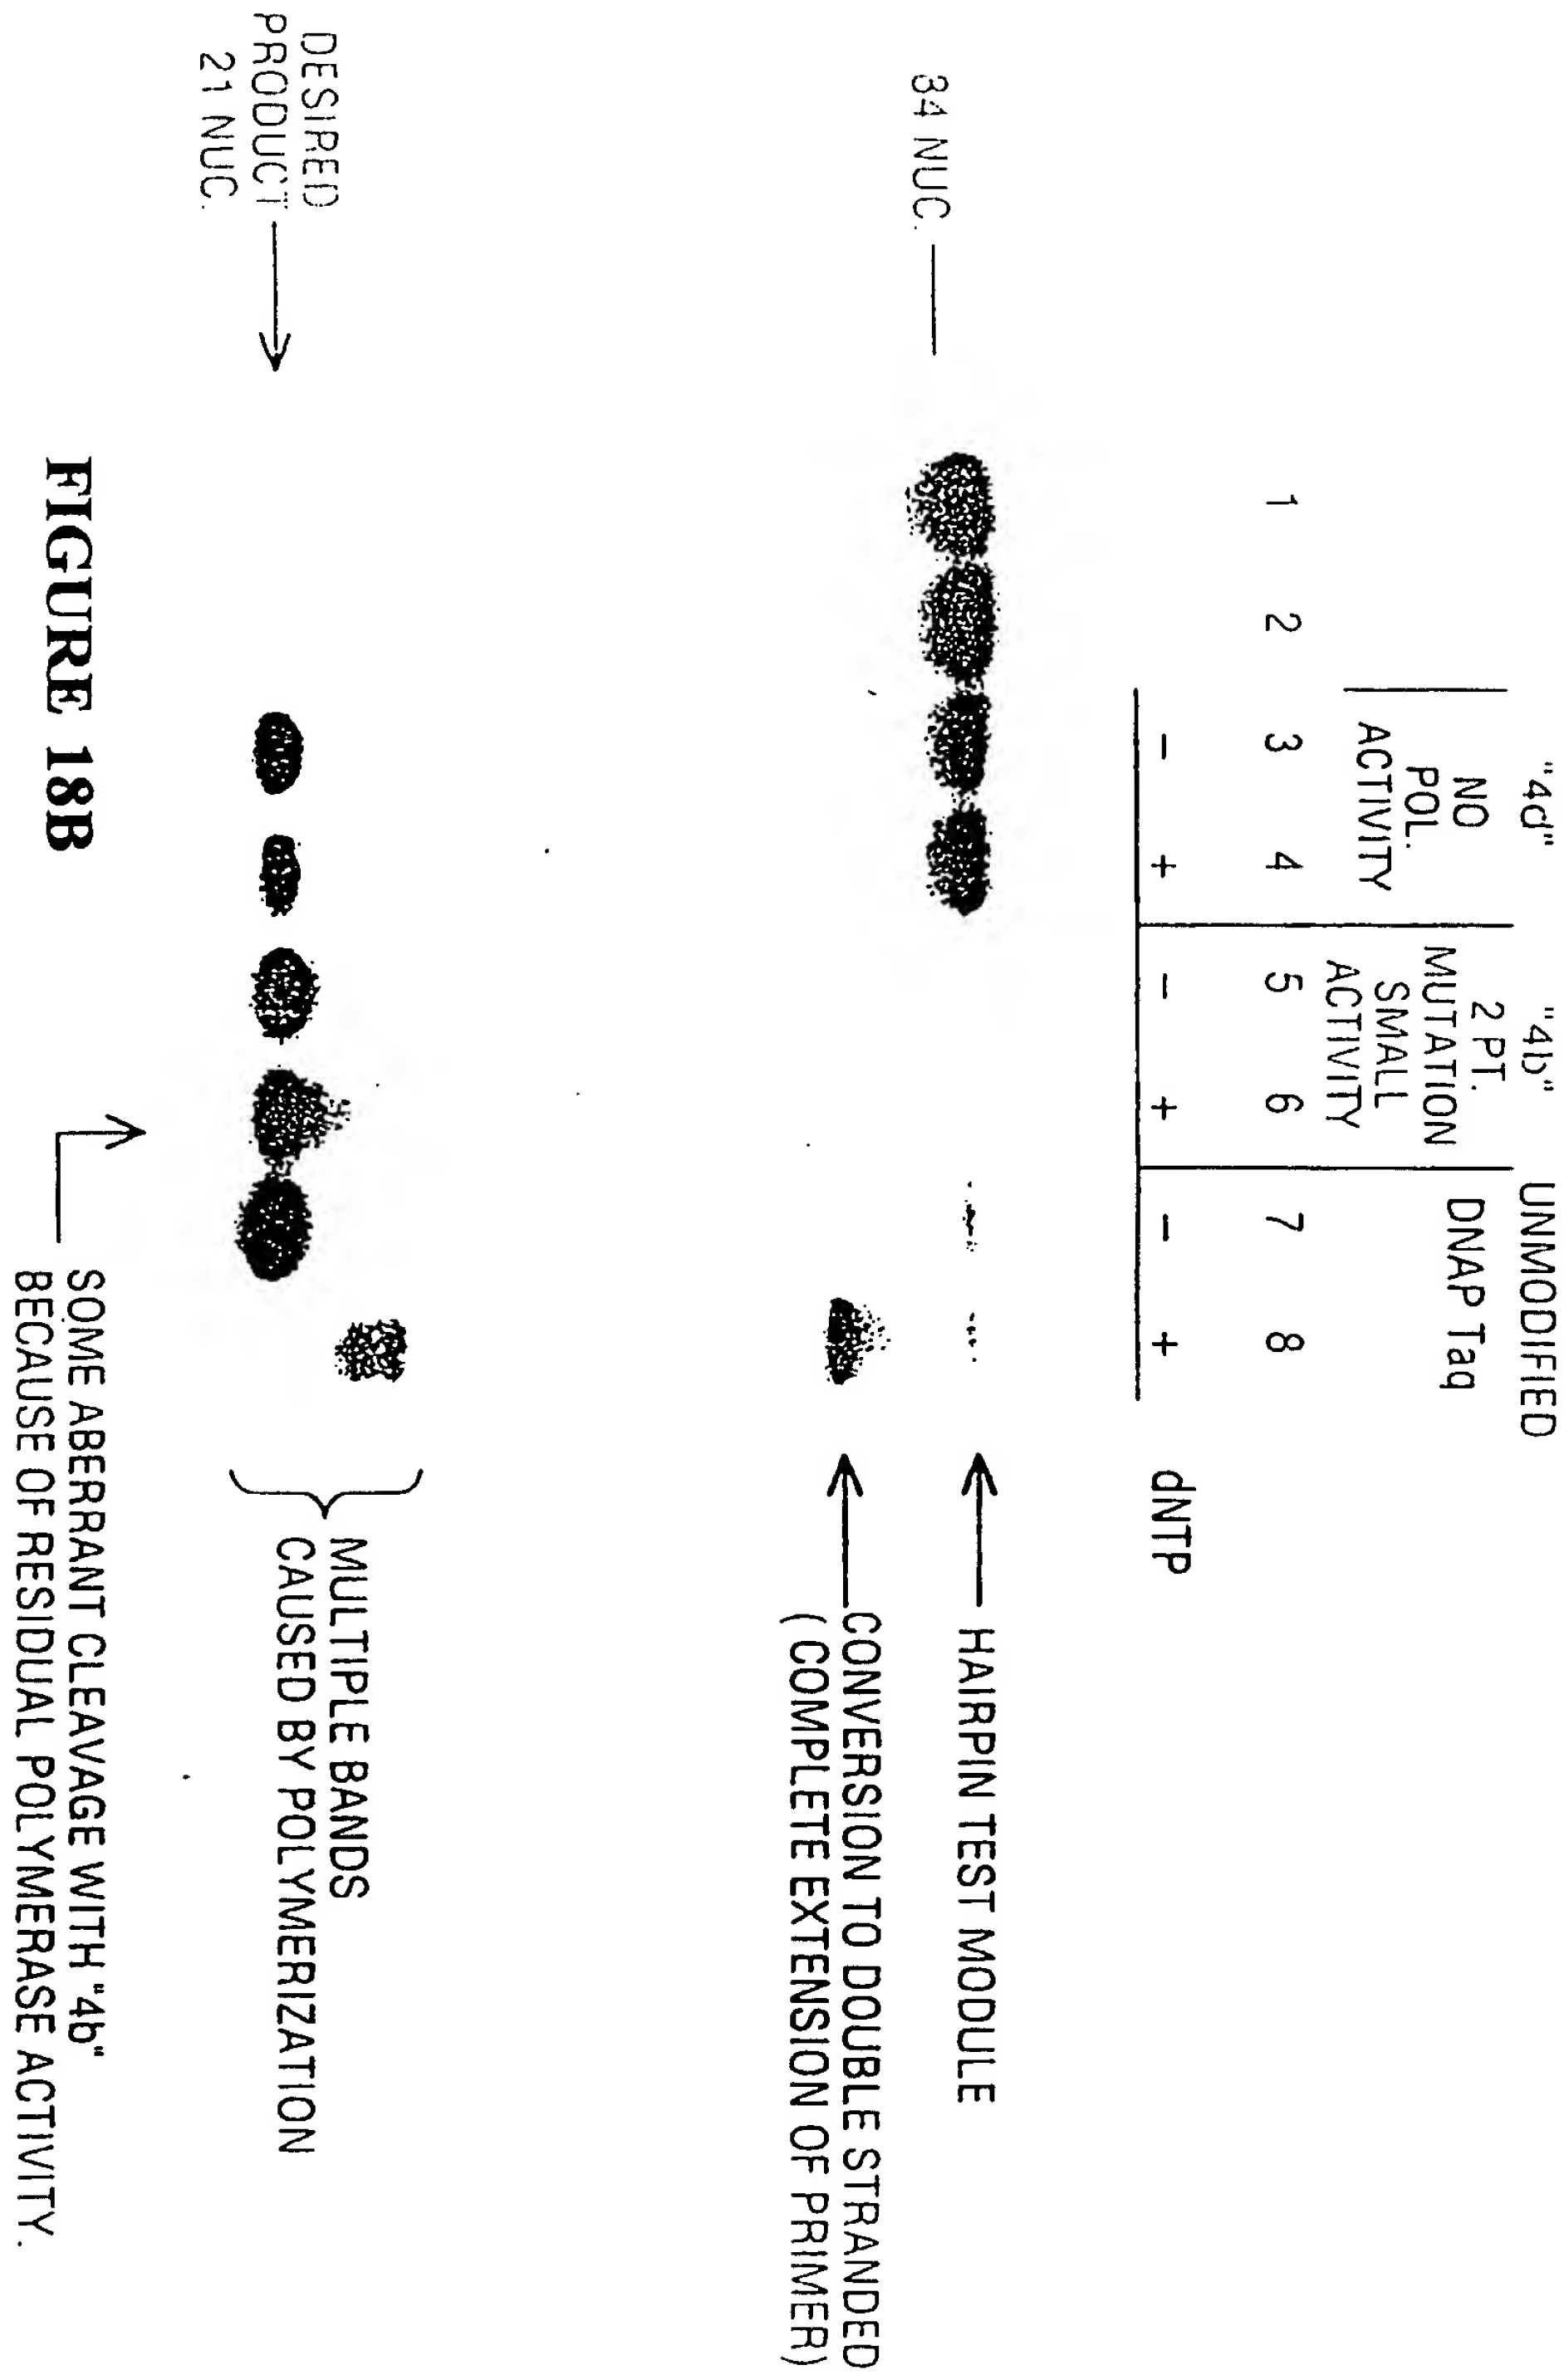 "4d"
NO
POL.
ACTIVITY
"4b"
2 PT.
MUTATION
SMALL
ACTIVITY
UNMODIFIED
DNAP Taq
1 2 3 4 5 6 7 8
− + − + − + dNTP
84 NUC.
HAIRPIN TEST MODULE
CONVERSION TO DOUBLE STRANDED
(COMPLETE EXTENSION OF PRIMER)
DESIRED
PRODUCT
21 NUC.
MULTIPLE BANDS
CAUSED BY POLYMERIZATION
SOME ABERRANT CLEAVAGE WITH "4b"
BECAUSE OF RESIDUAL POLYMERASE ACTIVITY.
FIGURE 18B